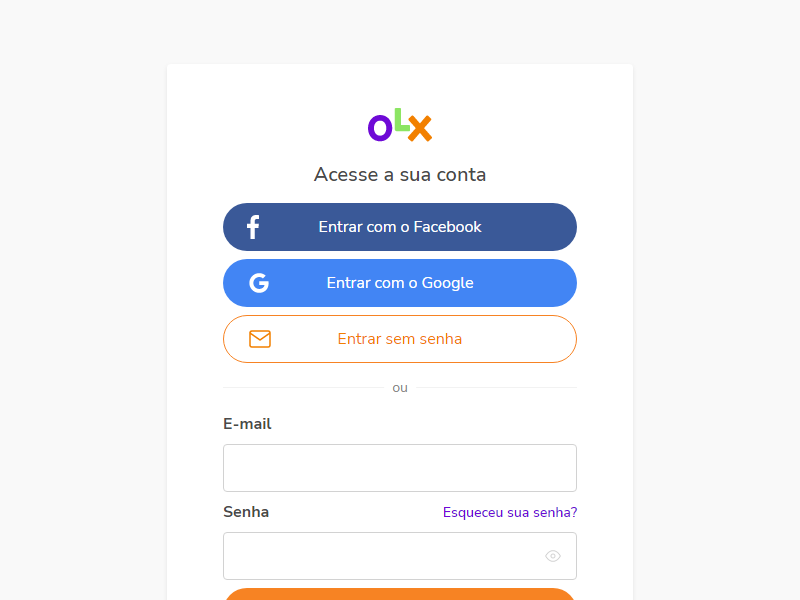 oLx
Acesse a sua conta
Entrar com o Facebook
Entrar com o Google
Entrar sem senha
ou
E-mail
Senha
Esqueceu sua senha?